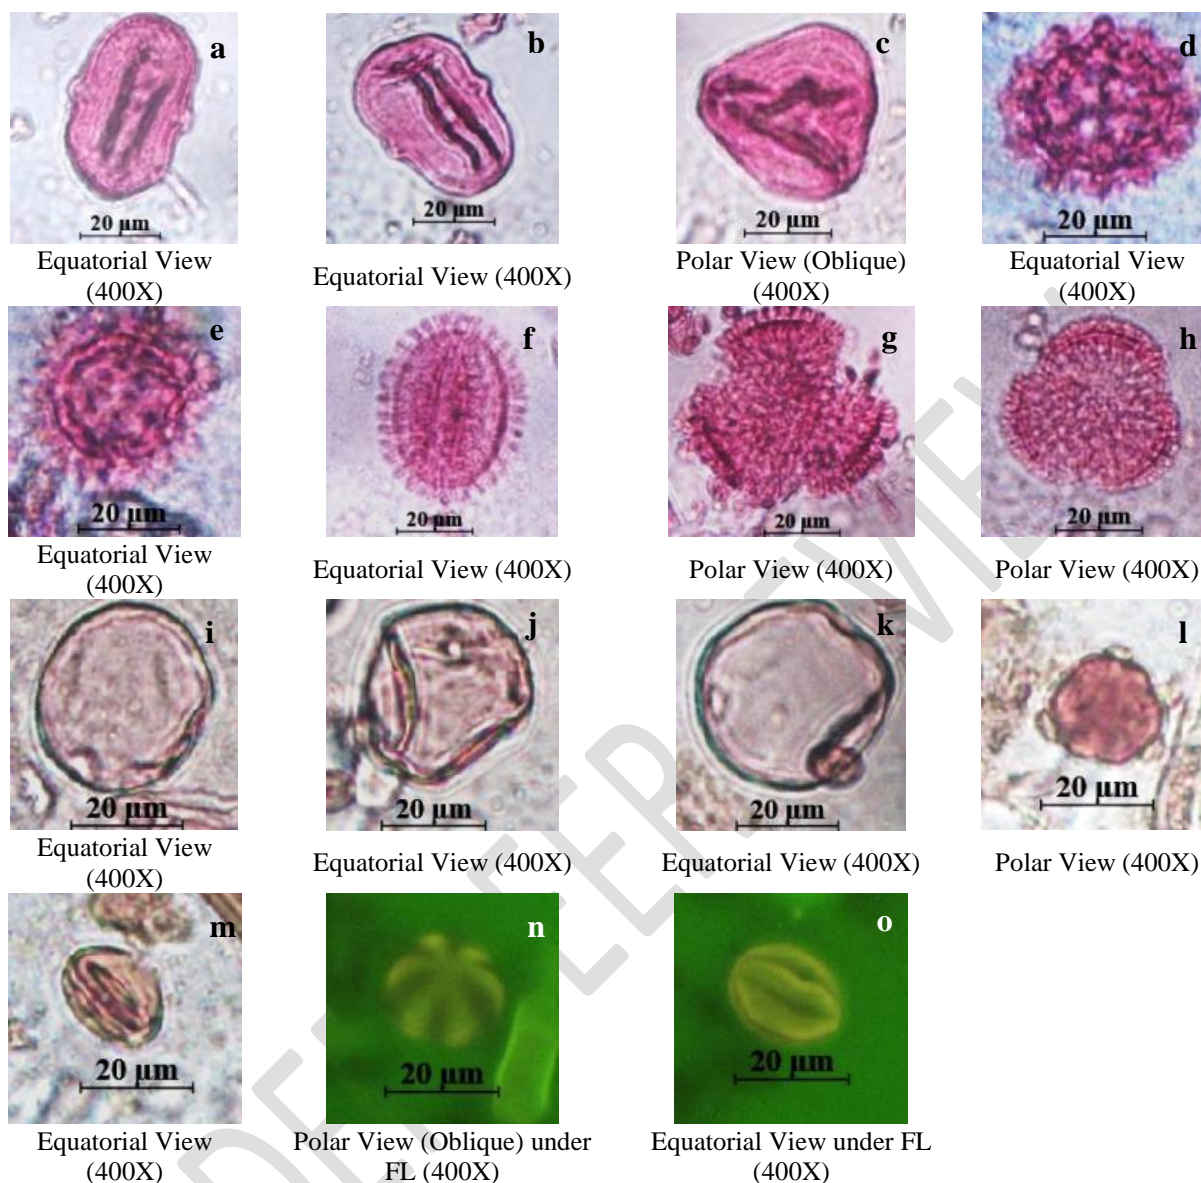 a
b
c
d
20 µm
20 µm
20 µm
20 µm
Equatorial View
(400X)
Equatorial View (400X)
Polar View (Oblique)
(400X)
Equatorial View
(400X)
e
f
g
h
20 µm
20 µm
20 µm
20 µm
Equatorial View
(400X)
Equatorial View (400X)
Polar View (400X)
Polar View (400X)
i
j
k
l
20 µm
20 µm
20 µm
20 µm
Equatorial View
(400X)
Equatorial View (400X)
Equatorial View (400X)
Polar View (400X)
m
n
o
20 µm
20 µm
20 µm
Equatorial View
(400X)
Polar View (Oblique) under
FL (400X)
Equatorial View under FL
(400X)